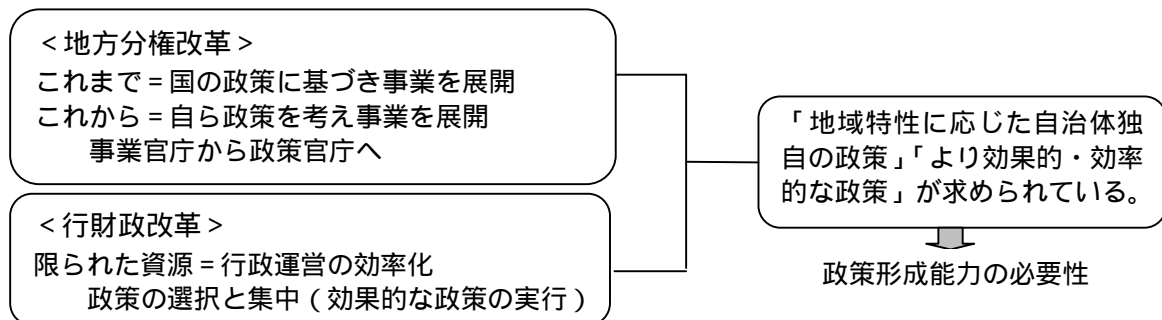 ＜地方分権改革＞
これまで＝国の政策に基づき事業を展開
これから＝自ら政策を考え事業を展開
事業官庁から政策官庁へ
＜行財政改革＞
限られた資源＝行政運営の効率化
政策の選択と集中（効果的な政策の実行）
「地域特性に応じた自治体独
自の政策」「より効果的・効率
的な政策」が求められている。
政策形成能力の必要性